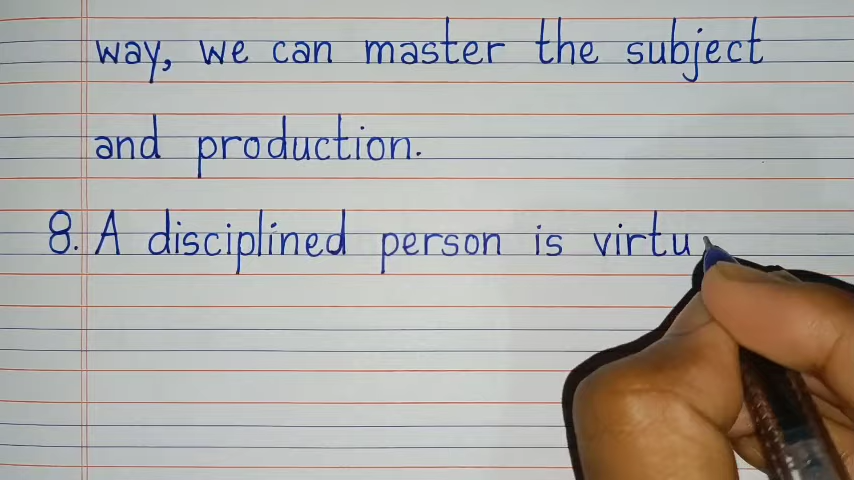 way, we can master the subject
and production.
8. A disciplined person is virtu